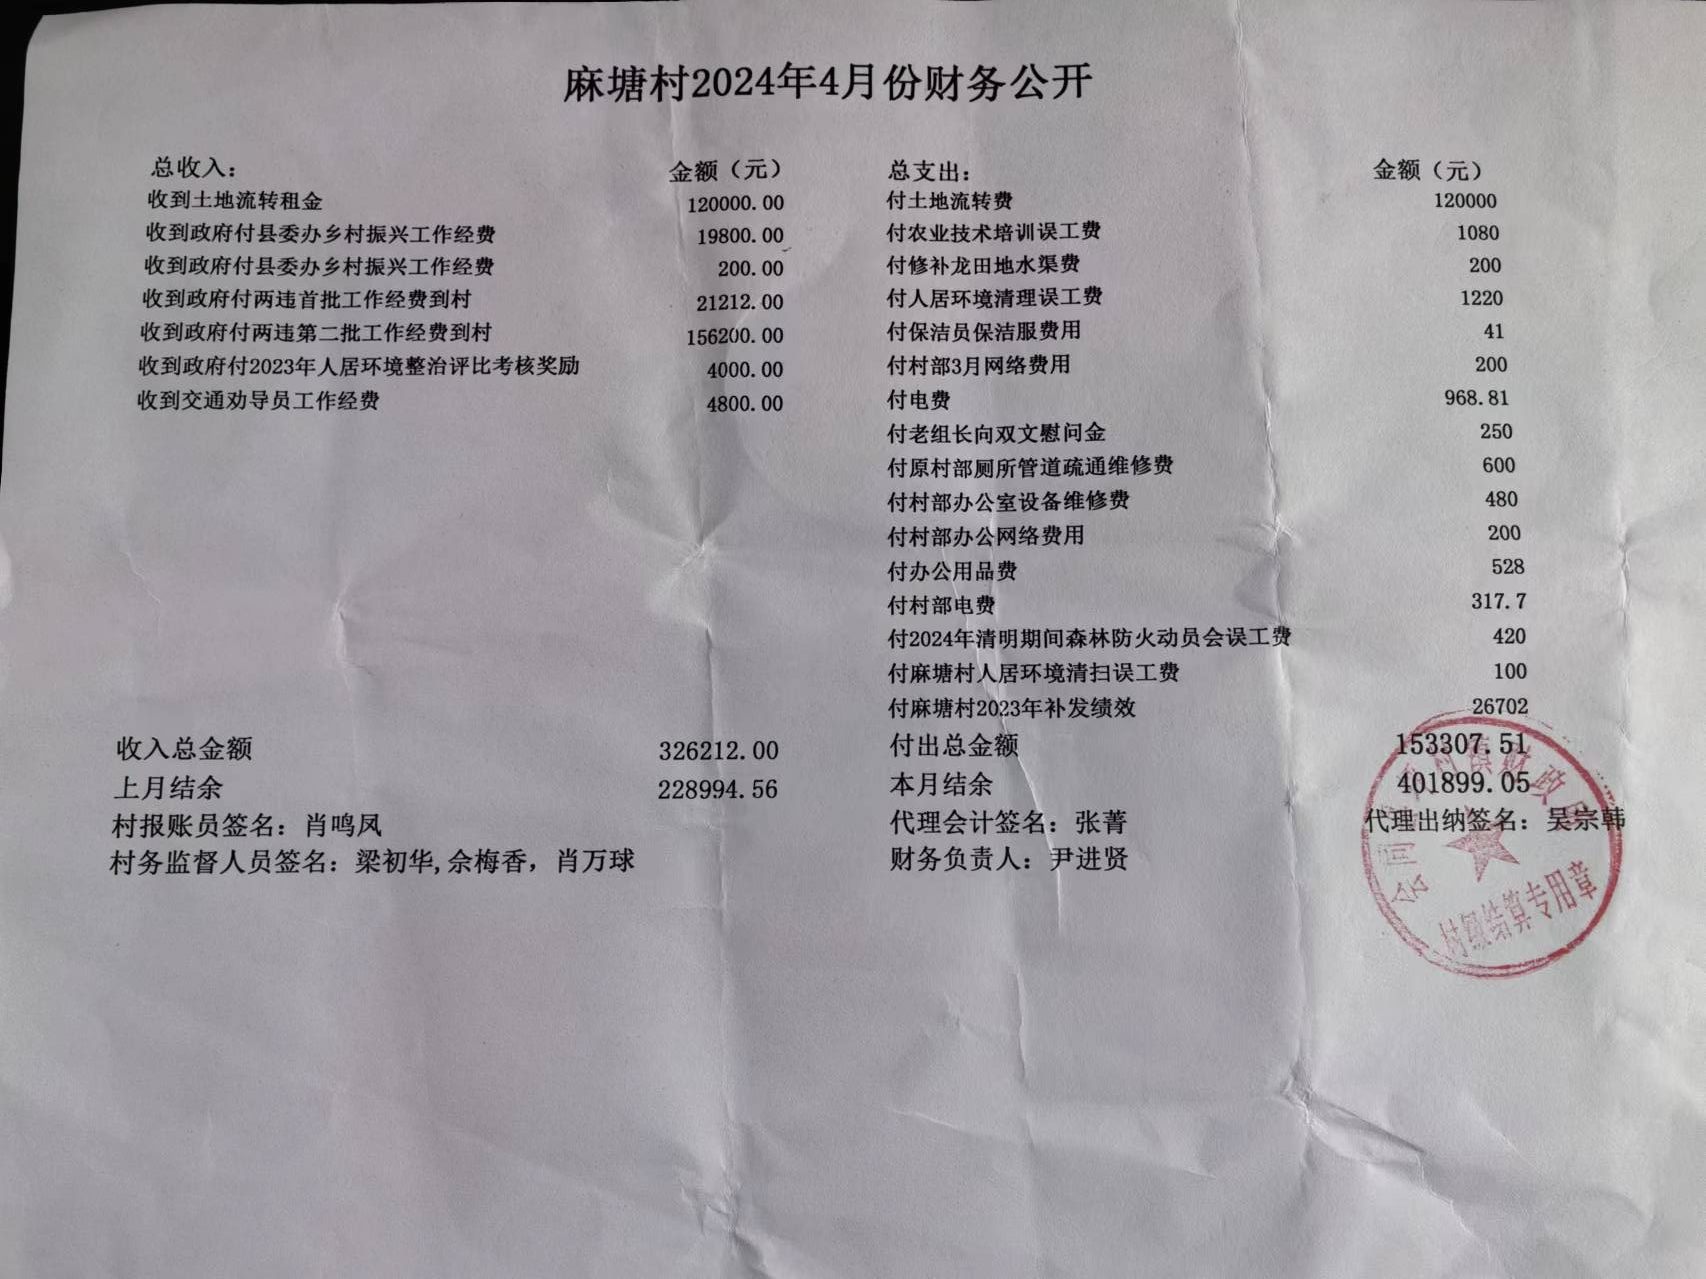 麻塘村2024年4月份财务公开
总收入： 金额（元） 总支出： 金额（元）
收到土地流转租金 120000.00 付土地流转费 120000
收到政府付县委办乡村振兴工作经费 19800.00 付农业技术培训误工费 1080
收到政府付县委办乡村振兴工作经费 200.00 付修补龙田地水渠费 200
收到政府付两违首批工作经费到村 21212.00 付人居环境清理误工费 1220
收到政府付两违第二批工作经费到村 156200.00 付保洁员保洁服费用 41
收到政府付2023年人居环境整治评比考核奖励 4000.00 付村部3月网络费用 200
收到交通劝导员工作经费 4800.00 付电费 968.81
付老组长向双文慰问金 250
付原村部厕所管道疏通维修费 600
付村部办公室设备维修费 480
付村部办公网络费用 200
付办公用品费 528
付村部电费 317.7
付2024年清明期间森林防火动员会误工费 420
付麻塘村人居环境清扫误工费 100
付麻塘村2023年补发绩效 26702
收入总金额 326212.00 付出总金额 153307.51
上月结余 228994.56 本月结余 401899.05
村报账员签名：肖鸣凤 代理会计签名：张菁 代理出纳签名：吴宗韩
村务监督人员签名：梁初华,佘梅香，肖万球 财务负责人：尹进贤
会同县 村镇财政所
村级结算专用章